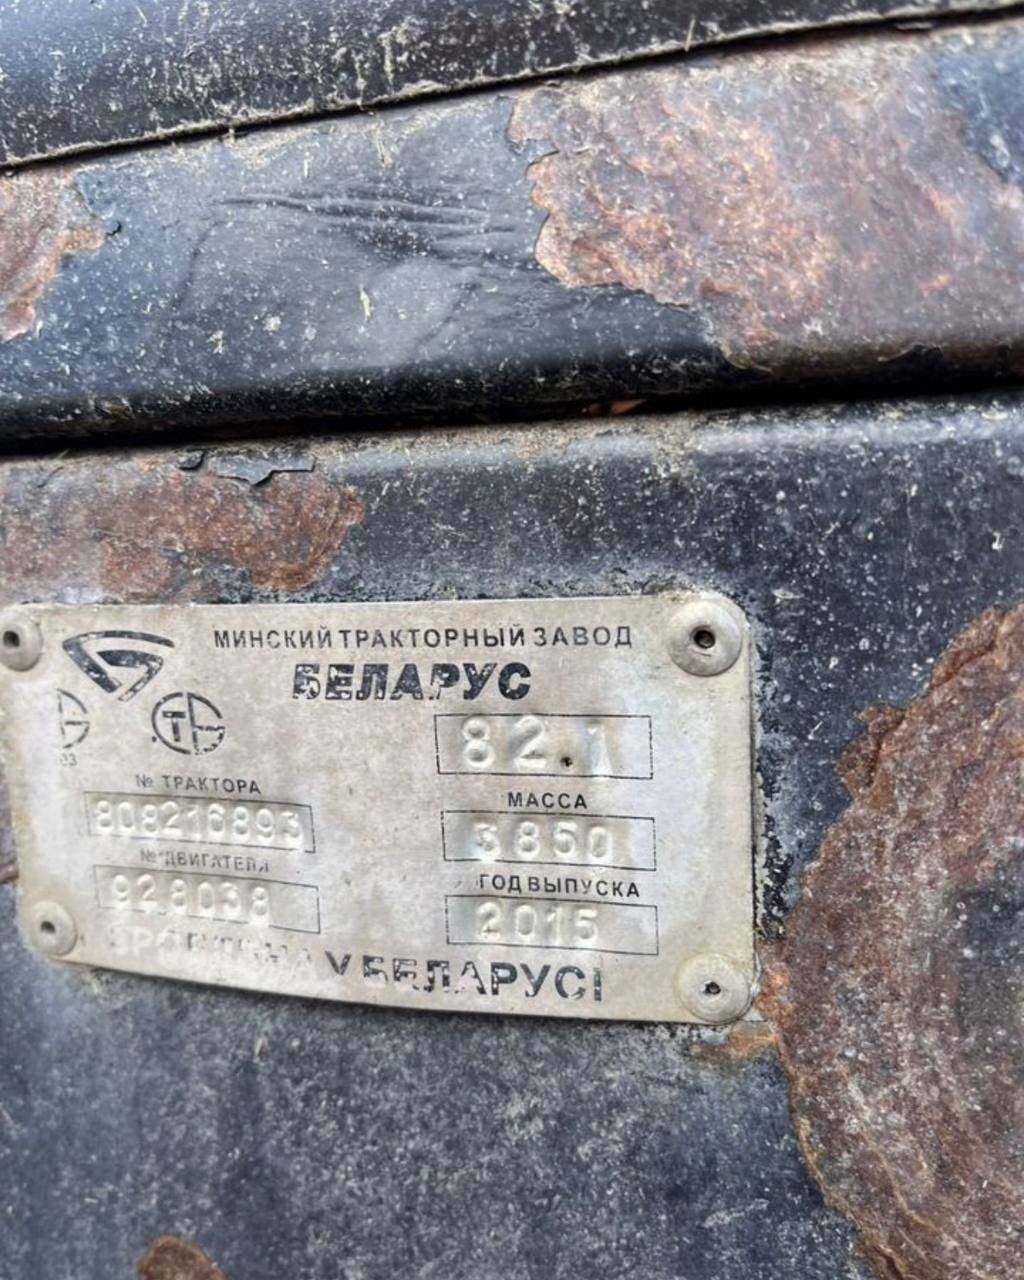 МИНСКИЙ ТРАКТОРНЫЙ ЗАВОД
БЕЛАРУС
82.1
№ ТРАКТОРА
808216893
МАССА
3850
№ ДВИГАТЕЛЯ
928038
ГОД ВЫПУСКА
2015
У БЕЛАРУСІ